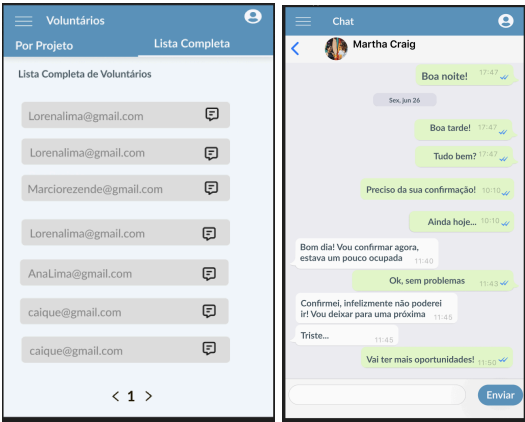 Voluntários
Por Projeto
Lista Completa
Lista Completa de Voluntários
Lorenalima@gmail.com
Lorenalima@gmail.com
Marciorezende@gmail.com
Lorenalima@gmail.com
AnaLima@gmail.com
caique@gmail.com
caique@gmail.com
< 1 >
Chat
Martha Craig
Boa noite! 17:47
Sex, jun 26
Boa tarde! 17:47
Tudo bem? 17:47
Preciso da sua confirmação! 10:10
Ainda hoje... 10:10
Bom dia! Vou confirmar agora,
estava um pouco ocupada 11:40
Ok, sem problemas 11:43
Confirmei, infelizmente não poderei
ir! Vou deixar para uma próxima 11:45
Triste... 11:45
Vai ter mais oportunidades! 11:50
Enviar